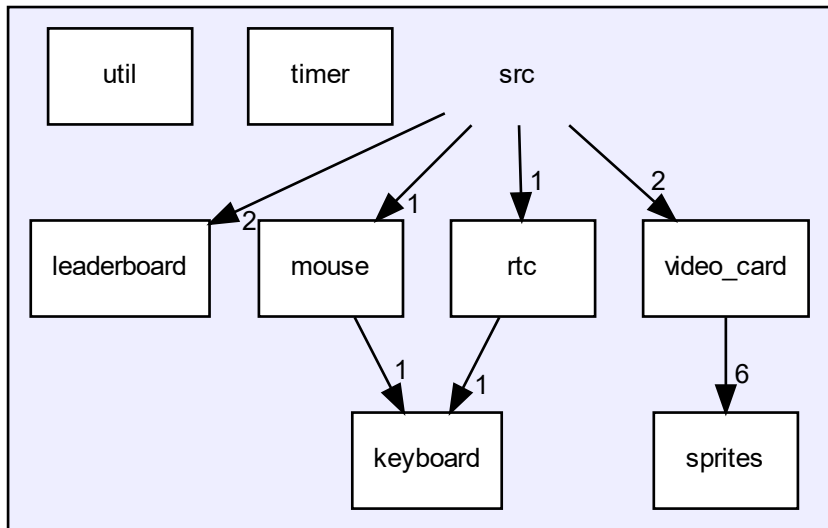 util
timer
src
1
2
1
2
leaderboard
mouse
rtc
video_card
1
1
6
keyboard
sprites